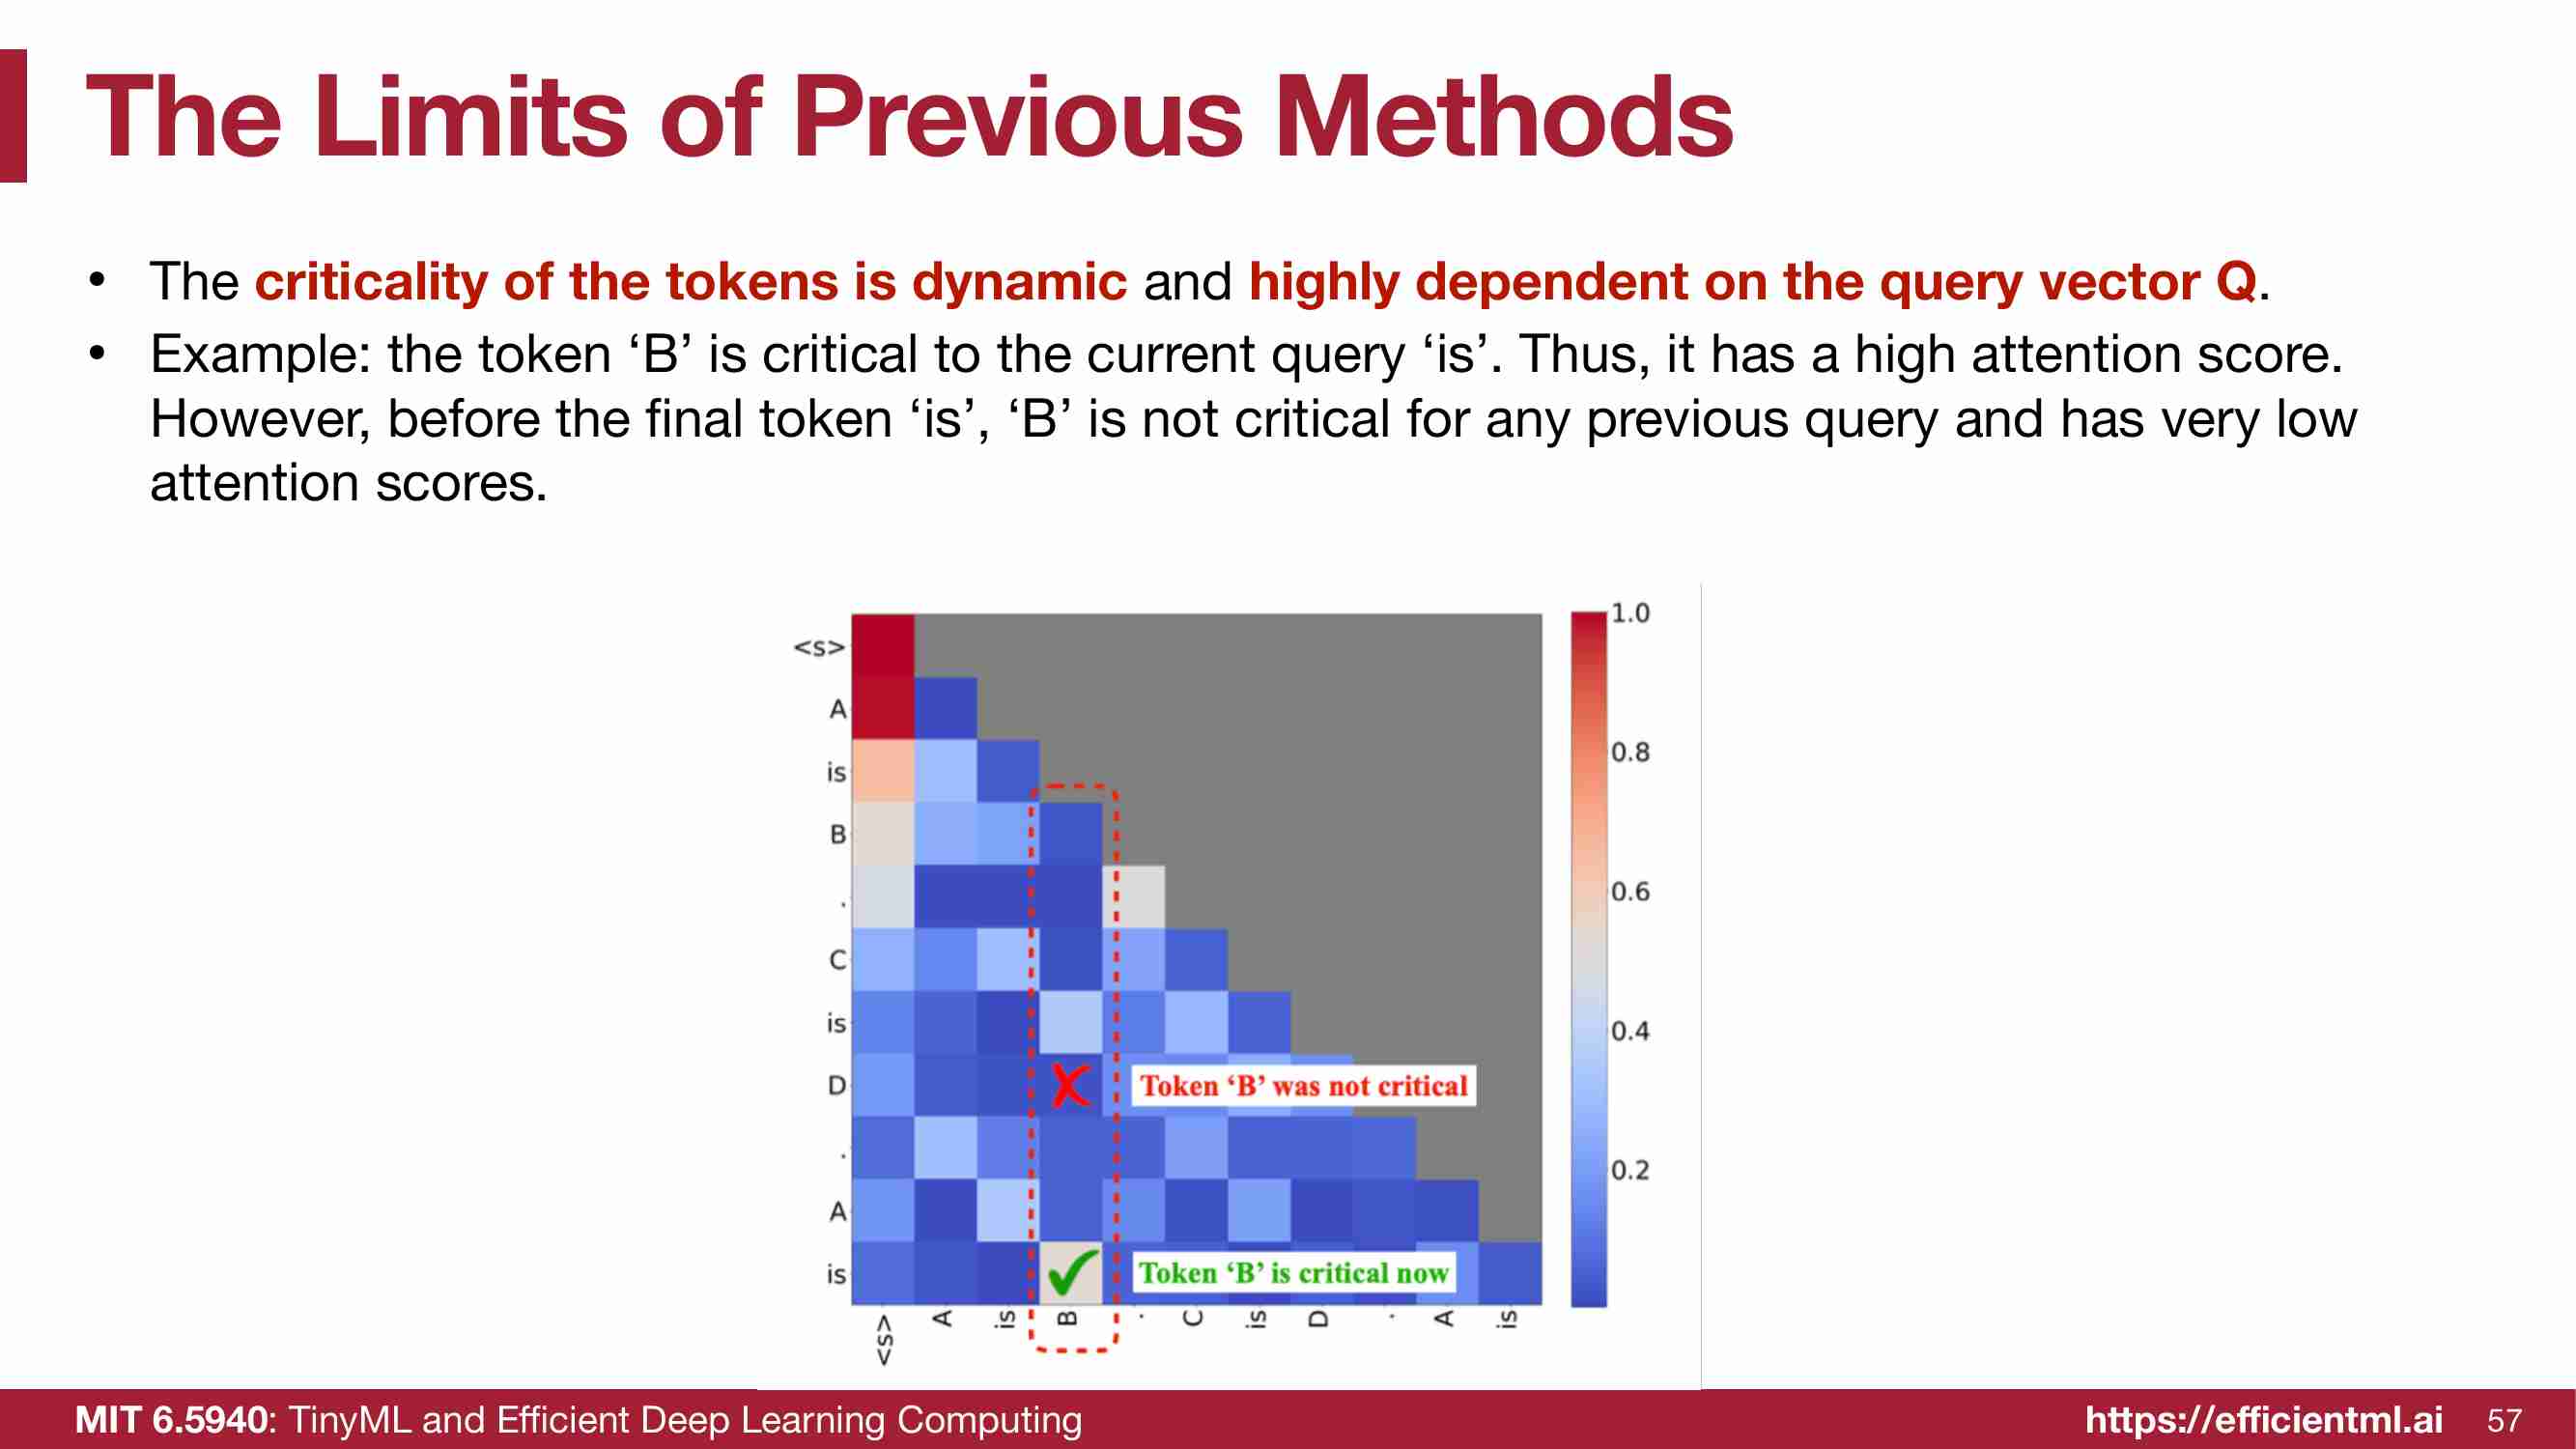 The Limits of Previous Methods
• The criticality of the tokens is dynamic and highly dependent on the query vector Q.
• Example: the token ‘B’ is critical to the current query ‘is’. Thus, it has a high attention score.
However, before the final token ‘is’, ‘B’ is not critical for any previous query and has very low
attention scores.
<s>
A
is
B
.
C
is
D
.
A
is
Token ‘B’ was not critical
Token ‘B’ is critical now
<s> A is B . C is D . A is
1.0
0.8
0.6
0.4
0.2
MIT 6.5940: TinyML and Efficient Deep Learning Computing
https://efficientml.ai 57